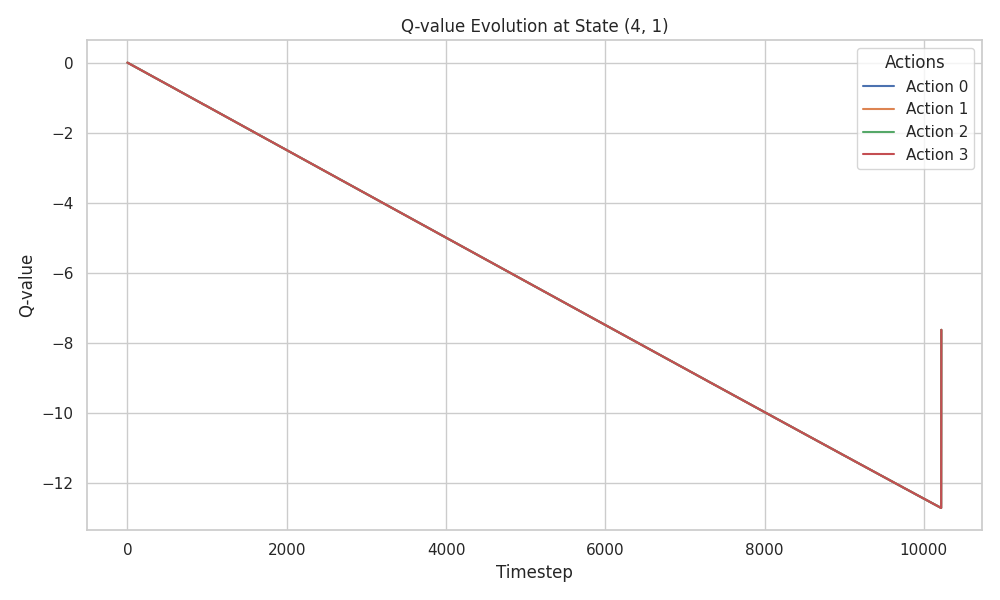 Q-value Evolution at State (4, 1)
Actions
Action 0
Action 1
Action 2
Action 3
Q-value
0
−2
−4
−6
−8
−10
−12
0 2000 4000 6000 8000 10000
Timestep